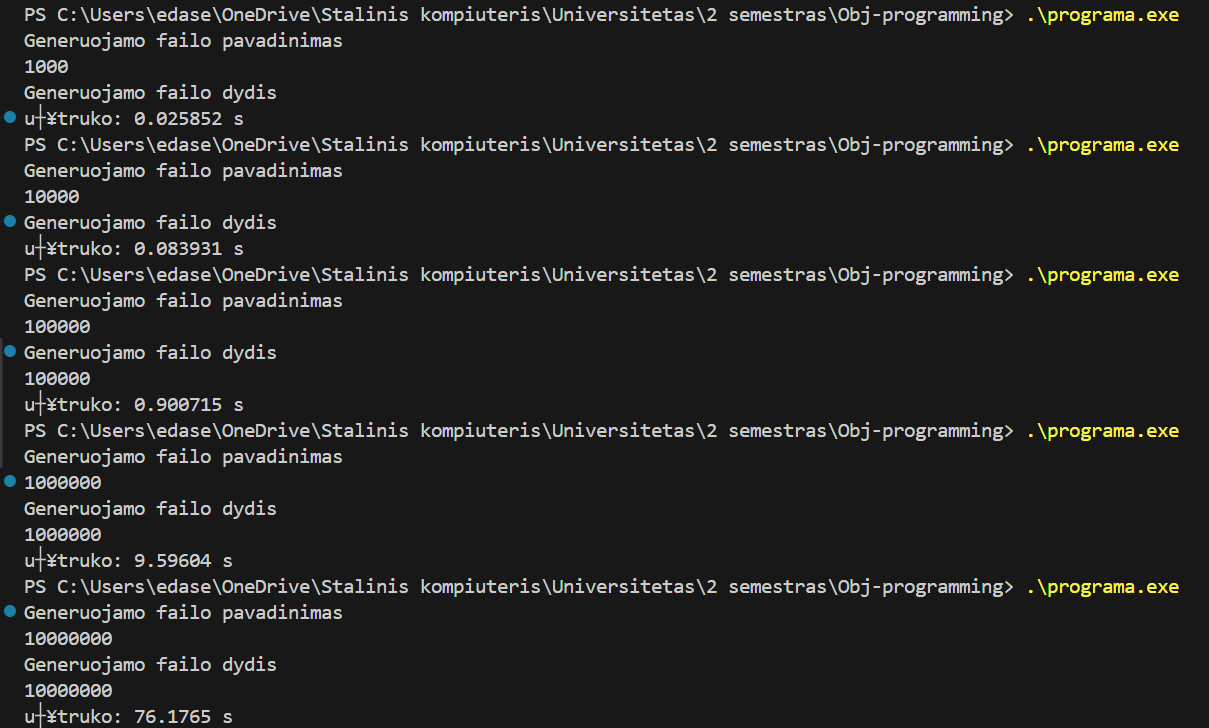 PS C:\Users\edase\OneDrive\Stalinis kompiuteris\Universitetas\2 semestras\Obj-programming> .\programa.exe
Generuojamo failo pavadinimas
1000
Generuojamo failo dydis
u┼¥truko: 0.025852 s
PS C:\Users\edase\OneDrive\Stalinis kompiuteris\Universitetas\2 semestras\Obj-programming> .\programa.exe
Generuojamo failo pavadinimas
10000
Generuojamo failo dydis
u┼¥truko: 0.083931 s
PS C:\Users\edase\OneDrive\Stalinis kompiuteris\Universitetas\2 semestras\Obj-programming> .\programa.exe
Generuojamo failo pavadinimas
100000
Generuojamo failo dydis
100000
u┼¥truko: 0.900715 s
PS C:\Users\edase\OneDrive\Stalinis kompiuteris\Universitetas\2 semestras\Obj-programming> .\programa.exe
Generuojamo failo pavadinimas
1000000
Generuojamo failo dydis
1000000
u┼¥truko: 9.59604 s
PS C:\Users\edase\OneDrive\Stalinis kompiuteris\Universitetas\2 semestras\Obj-programming> .\programa.exe
Generuojamo failo pavadinimas
10000000
Generuojamo failo dydis
10000000
u┼¥truko: 76.1765 s